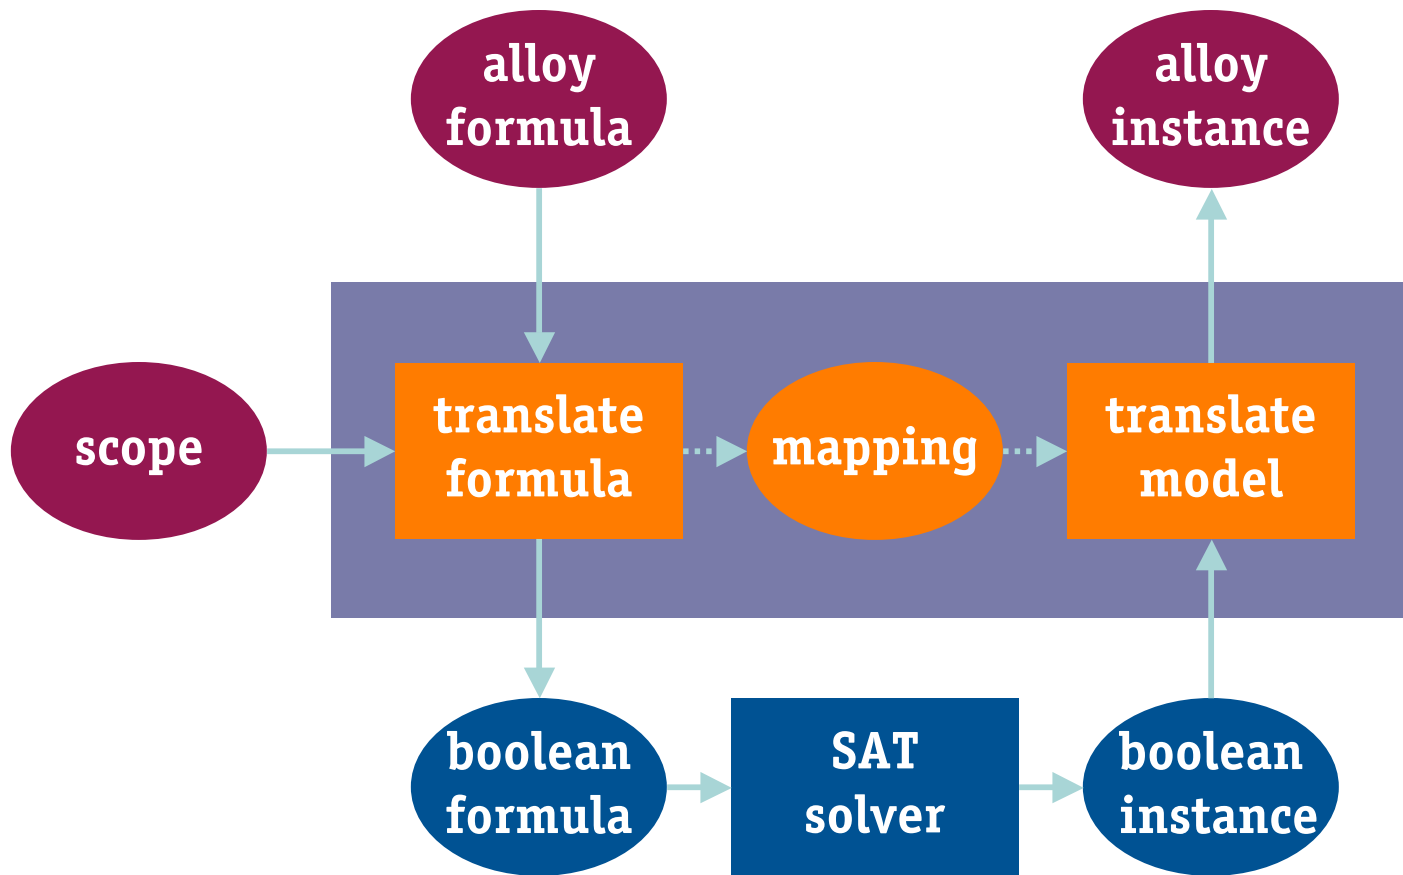 alloy
formula
alloy
instance
scope
translate
formula
mapping
translate
model
boolean
formula
SAT
solver
boolean
instance